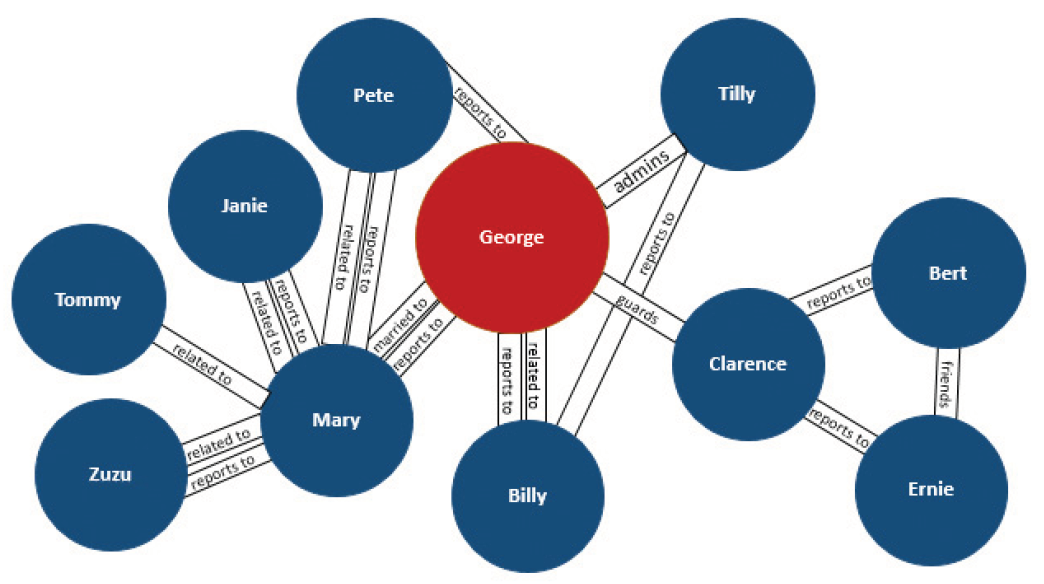 Pete
Tilly
reports to
admins
Janie
George
Bert
related to
reports to
reports to
Tommy
related to
reports to
married to
reports to
guards
reports to
friends
related to
Clarence
reports to
related to
Mary
related to
reports to
reports to
Zuzu
related to
reports to
Billy
Ernie